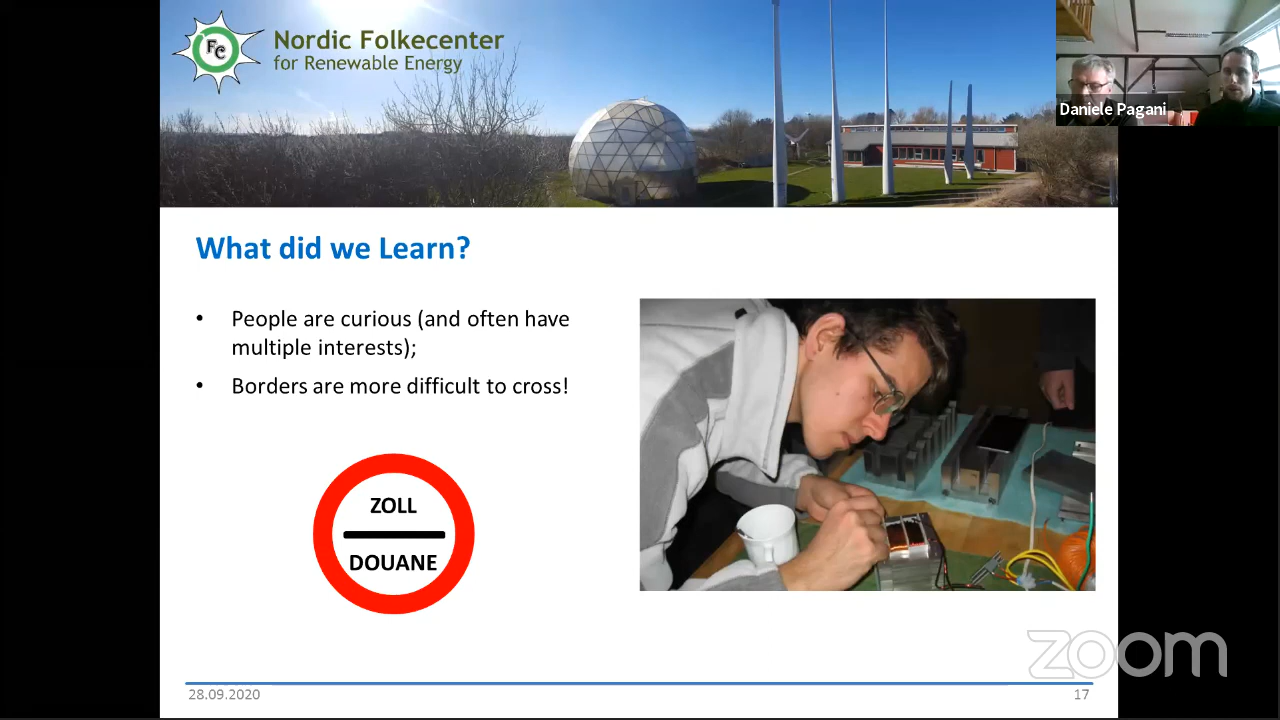 FC
Nordic Folkecenter
for Renewable Energy
Daniele Pagani
What did we Learn?
• People are curious (and often have
multiple interests);
• Borders are more difficult to cross!
ZOLL
DOUANE
zoom
28.09.2020
17